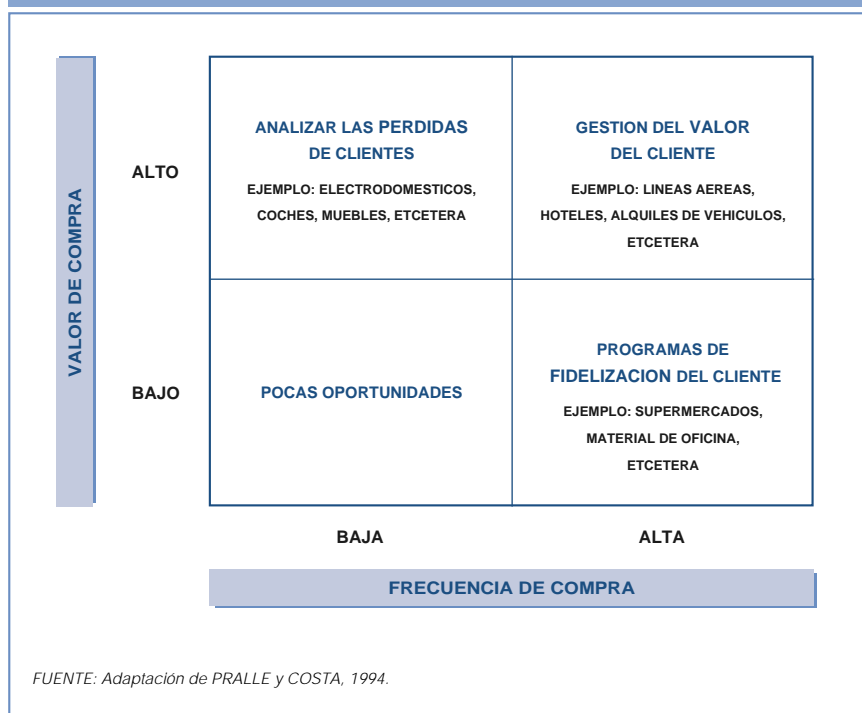 ANALIZAR LAS PERDIDAS
DE CLIENTES
EJEMPLO: ELECTRODOMESTICOS,
COCHES, MUEBLES, ETCETERA
GESTION DEL VALOR
DEL CLIENTE
EJEMPLO: LINEAS AEREAS,
HOTELES, ALQUILES DE VEHICULOS,
ETCETERA
ALTO
VALOR DE COMPRA
BAJO
POCAS OPORTUNIDADES
PROGRAMAS DE
FIDELIZACION DEL CLIENTE
EJEMPLO: SUPERMERCADOS,
MATERIAL DE OFICINA,
ETCETERA
BAJA
ALTA
FRECUENCIA DE COMPRA
FUENTE: Adaptación de PRALLE y COSTA, 1994.